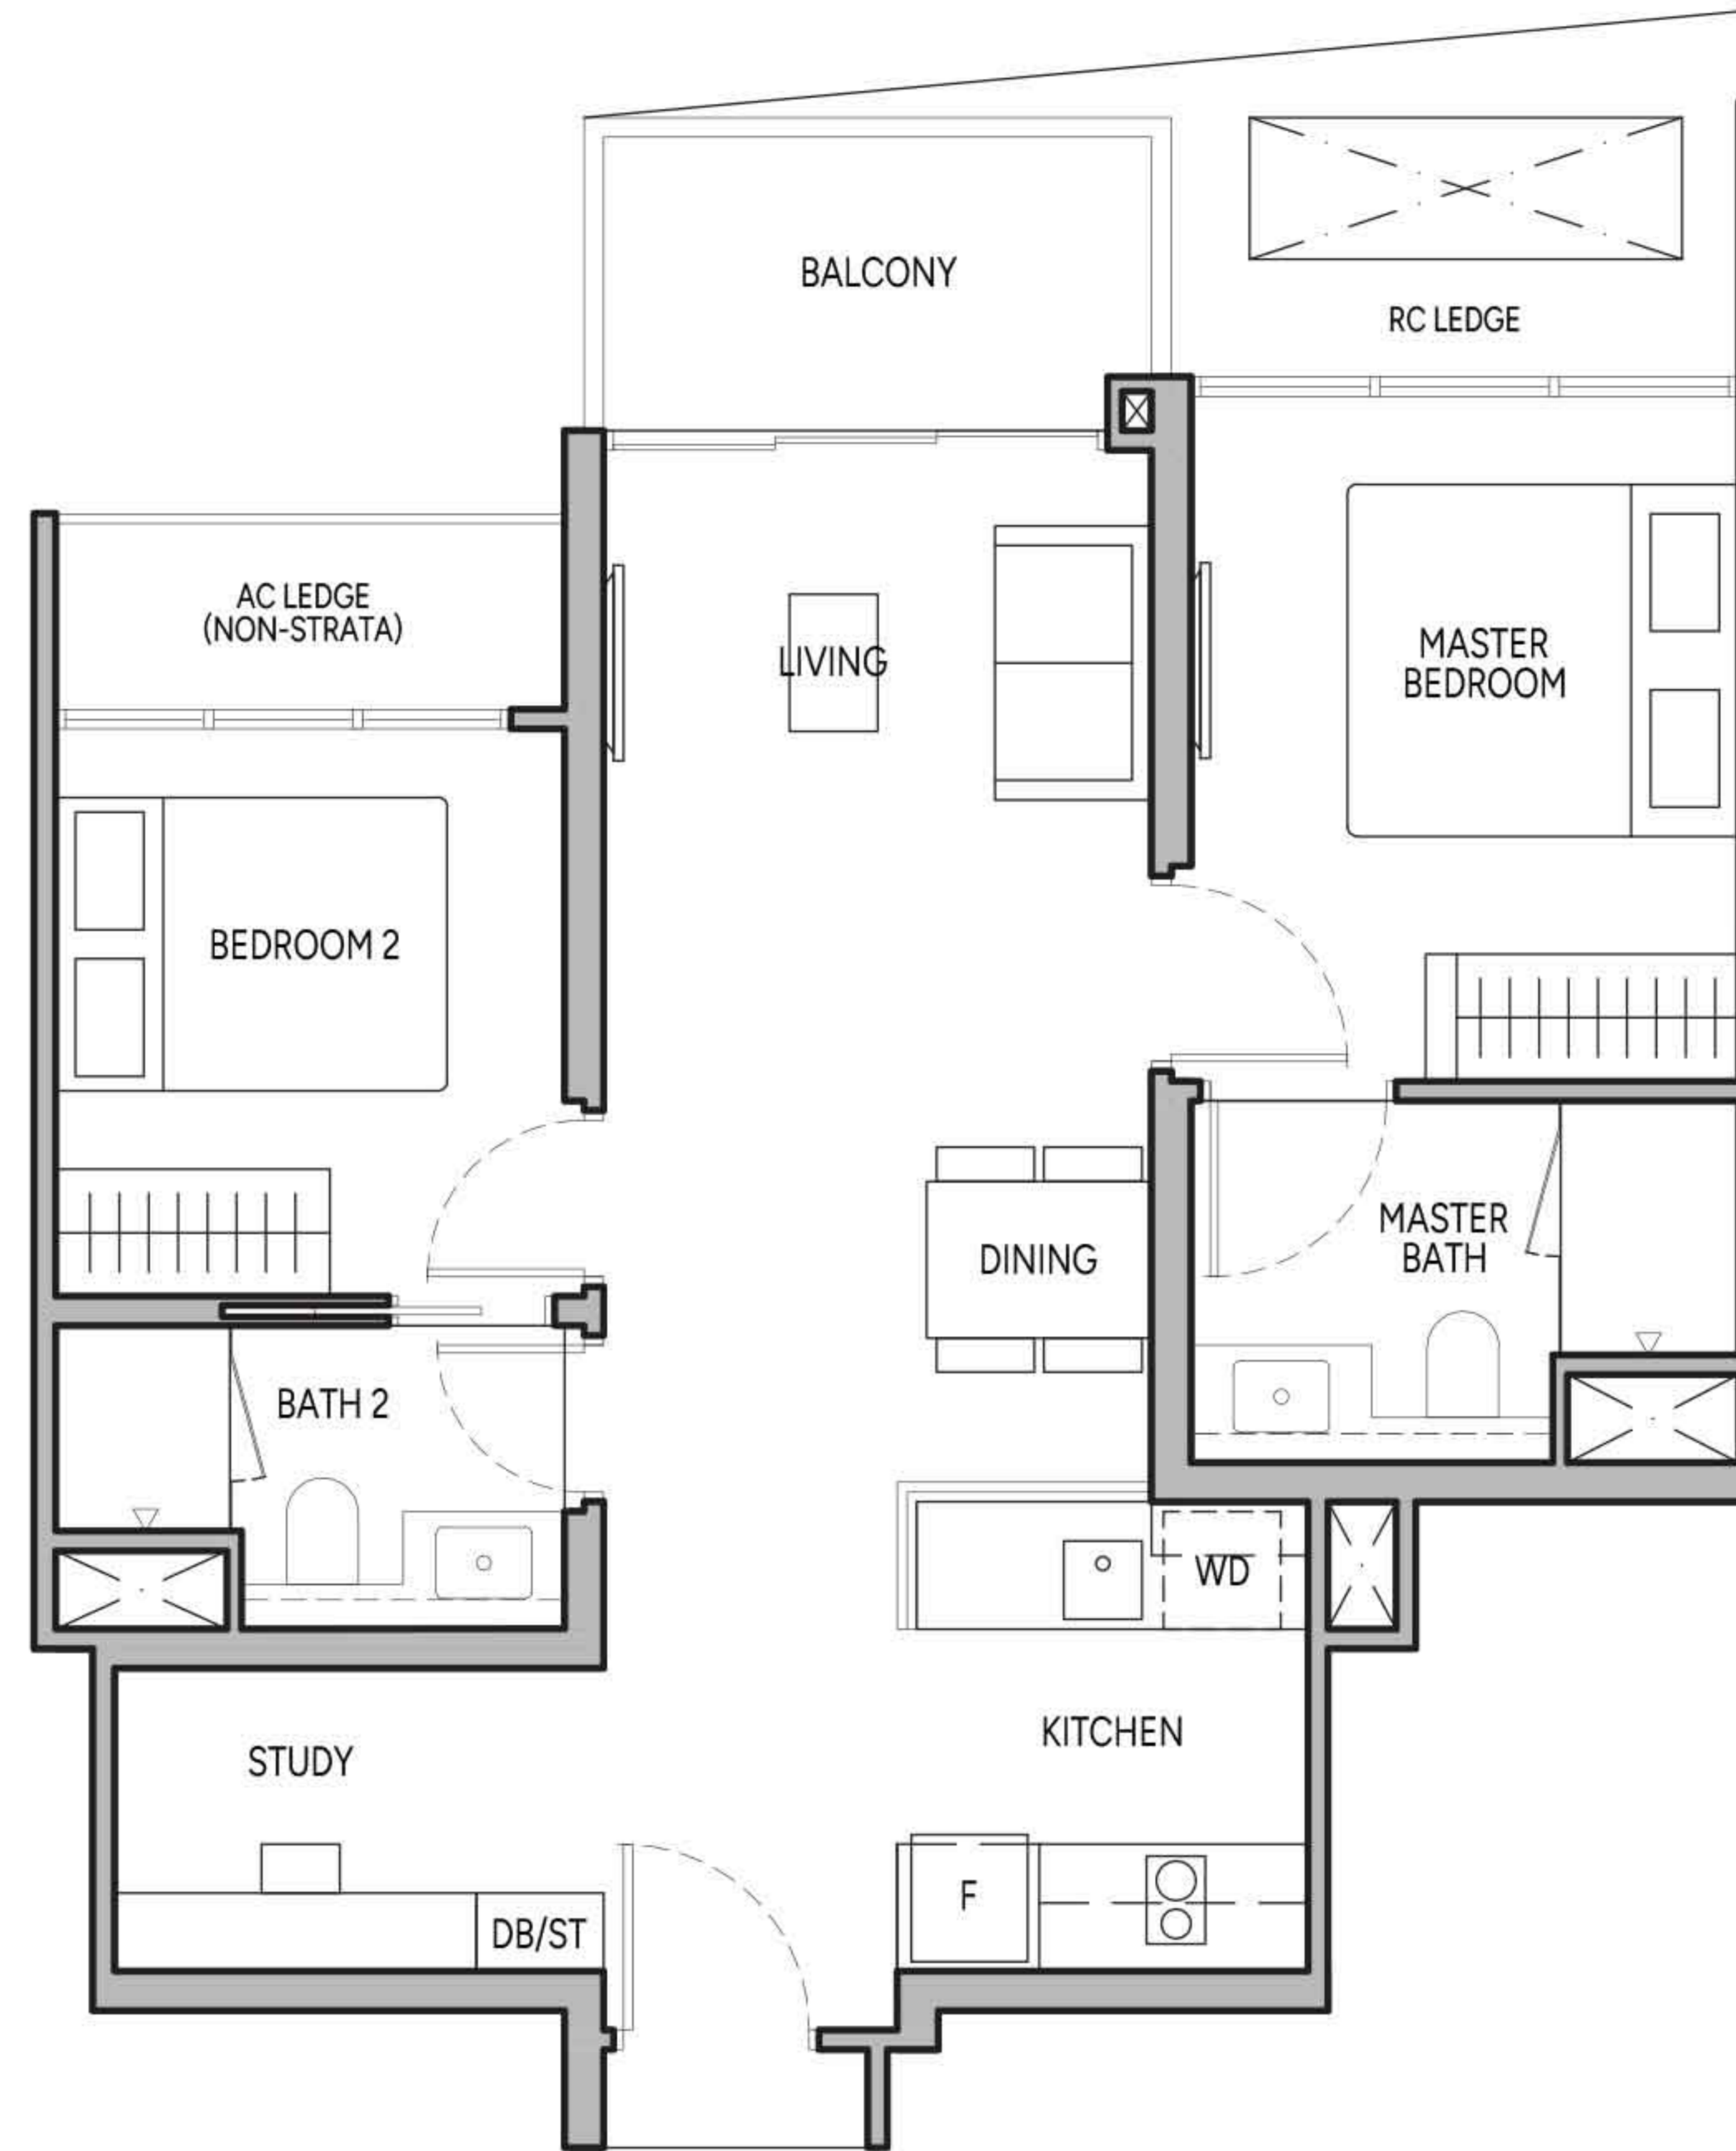 BALCONY
RC LEDGE
AC LEDGE
(NON-STRATA)
LIVING
MASTER
BEDROOM
BEDROOM 2
DINING
MASTER
BATH
BATH 2
WD
STUDY
KITCHEN
F
DB/ST